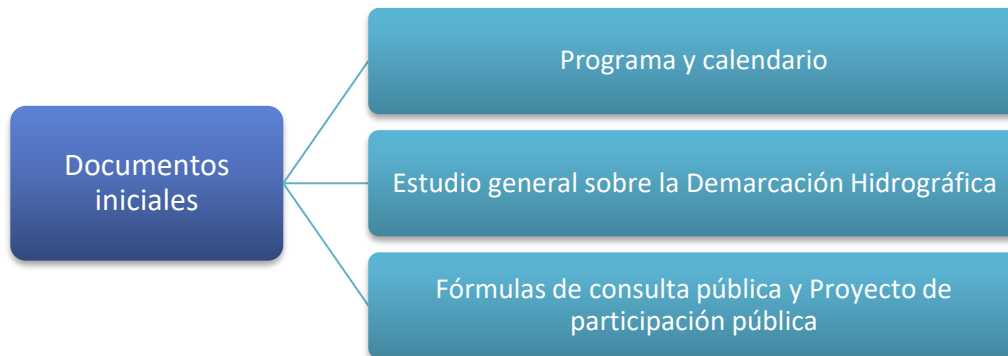 Documentos
iniciales
Programa y calendario
Estudio general sobre la Demarcación Hidrográfica
Fórmulas de consulta pública y Proyecto de
participación pública